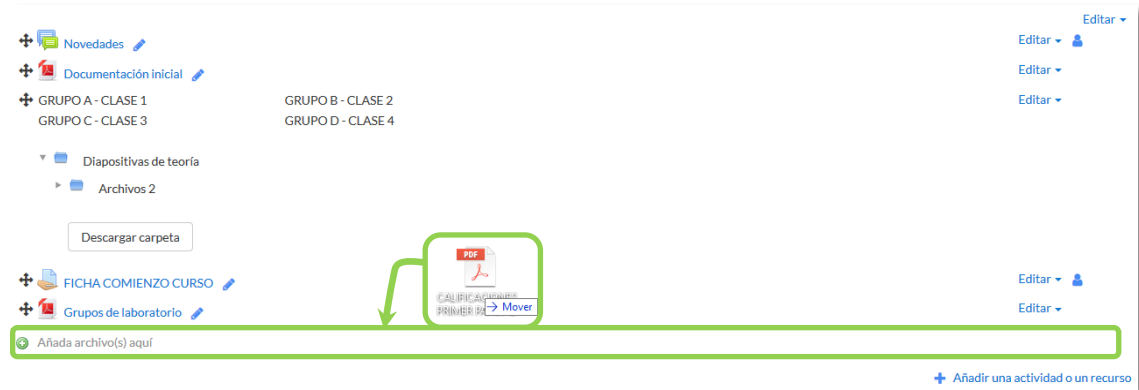 Editar
Novedades Editar
Documentación inicial Editar
GRUPO A - CLASE 1 GRUPO B - CLASE 2 Editar
GRUPO C - CLASE 3 GRUPO D - CLASE 4
Diapositivas de teoría
Archivos 2
Descargar carpeta
PDF
FICHA COMIENZO CURSO Editar
CALIFICACIONES
PRIMER → Mover
Grupos de laboratorio Editar
Añada archivo(s) aquí
Añadir una actividad o un recurso